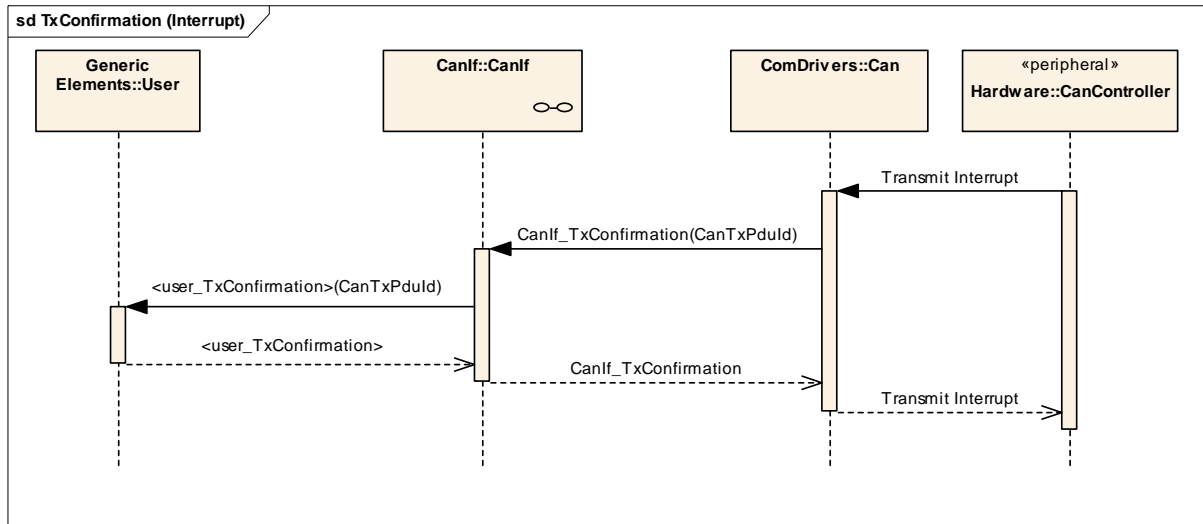 sd TxConfirmation (Interrupt)
Generic
Elements::User
CanIf::CanIf
ComDrivers::Can
«peripheral»
Hardware::CanController
Transmit Interrupt
CanIf_TxConfirmation(CanTxPduId)
<user_TxConfirmation>(CanTxPduId)
<user_TxConfirmation>
CanIf_TxConfirmation
Transmit Interrupt